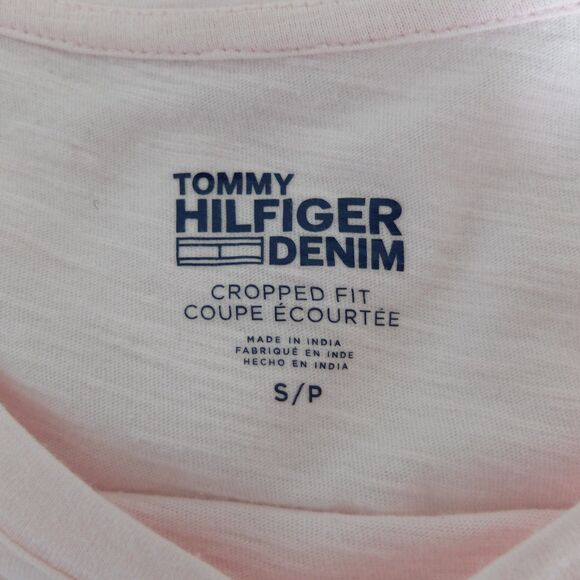 TOMMY
HILFIGER
DENIM
CROPPED FIT
COUPE ÉCOURTÉE
MADE IN INDIA
FABRIQUÉ EN INDE
HECHO EN INDIA
S/P